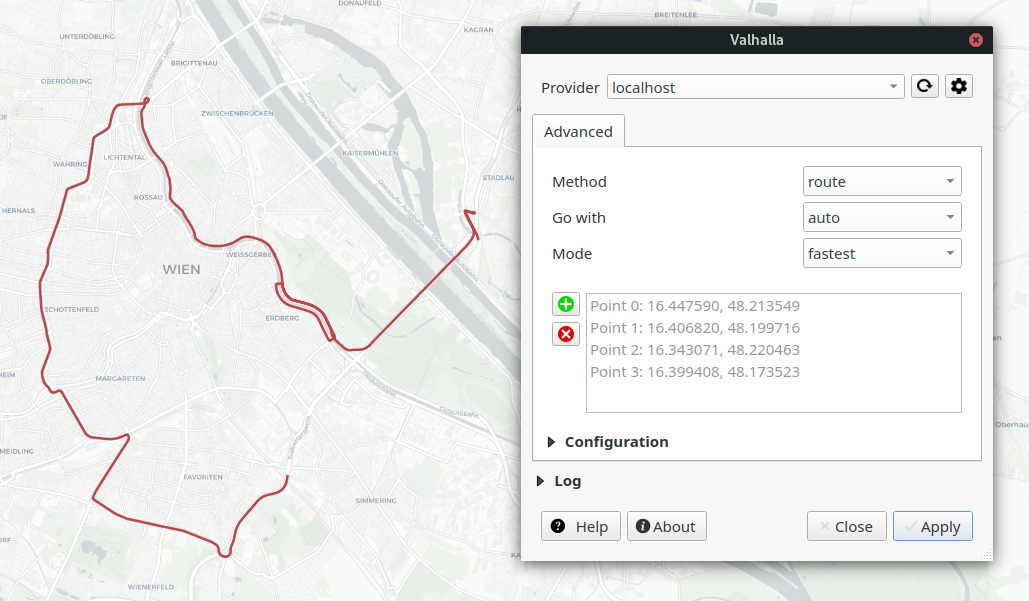 DONAUFELD
BREITENLEE
KAGRAN
UNTERDÖBLING
BRIGITTENAU
OBERDÖBLING
ZWISCHENBRÜCKEN
KAISERMÜHLEN
LICHTENTAL
WÄHRING
STADLAU
ROSSAU
HERNALS
WEISSGERBER
WIEN
SCHOTTENFELD
ERDBERG
MARGARETEN
Ostautobahn
Ostautobahn
MEIDLING
FAVORITEN
SIMMERING
WIENERFELD
Oberhau
Valhalla
Provider localhost
Advanced
Method route
Go with auto
Mode fastest
Point 0: 16.447590, 48.213549
Point 1: 16.406820, 48.199716
Point 2: 16.343071, 48.220463
Point 3: 16.399408, 48.173523
Configuration
Log
Help About Close Apply